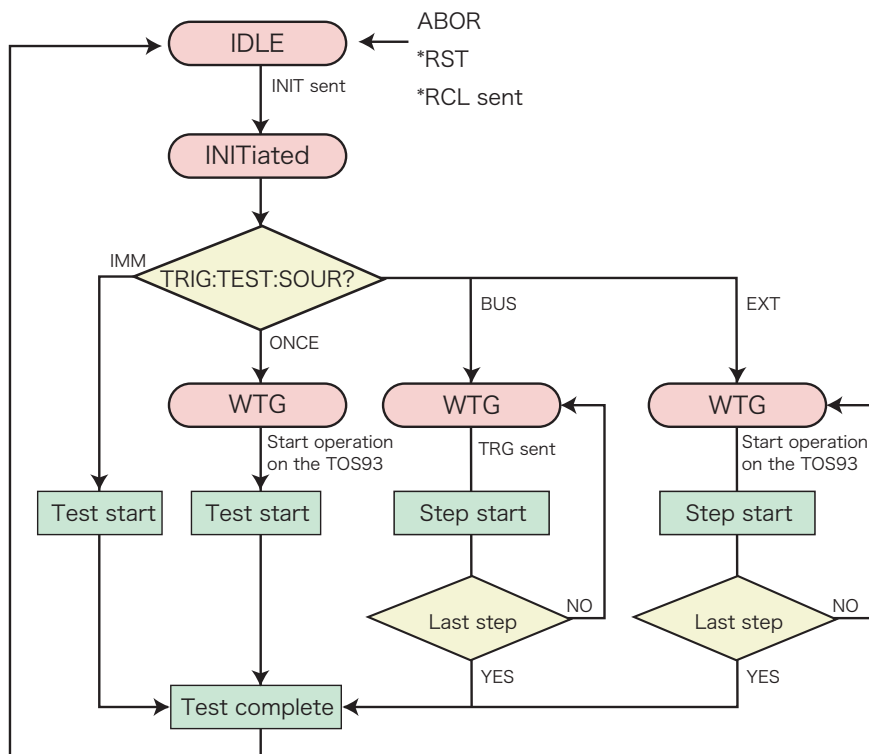 ABOR
*RST
*RCL sent
IDLE
INIT sent
INITiated
TRIG:TEST:SOUR?
IMM
ONCE
BUS
EXT
WTG
WTG
WTG
Start operation
on the TOS93
TRG sent
Start operation
on the TOS93
Test start
Test start
Step start
Step start
Last step
NO
Last step
NO
YES
YES
Test complete